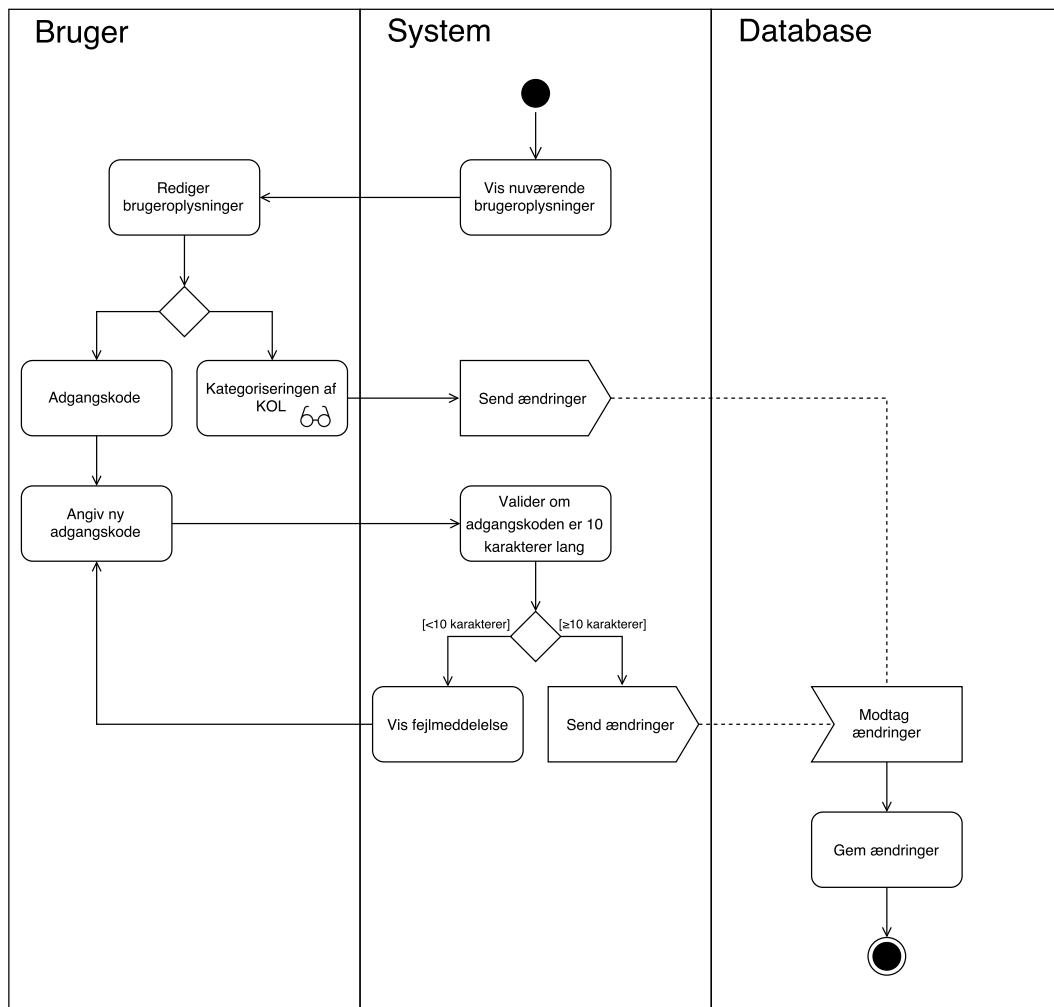 Bruger
System
Database
Rediger
brugeroplysninger
Vis nuværende
brugeroplysninger
Adgangskode
Kategoriseringen af
KOL
Send ændringer
Angiv ny
adgangskode
Valider om
adgangskoden er 10
karakterer lang
[<10 karakterer]
[≥10 karakterer]
Vis fejlmeddelelse
Send ændringer
Modtag
ændringer
Gem ændringer